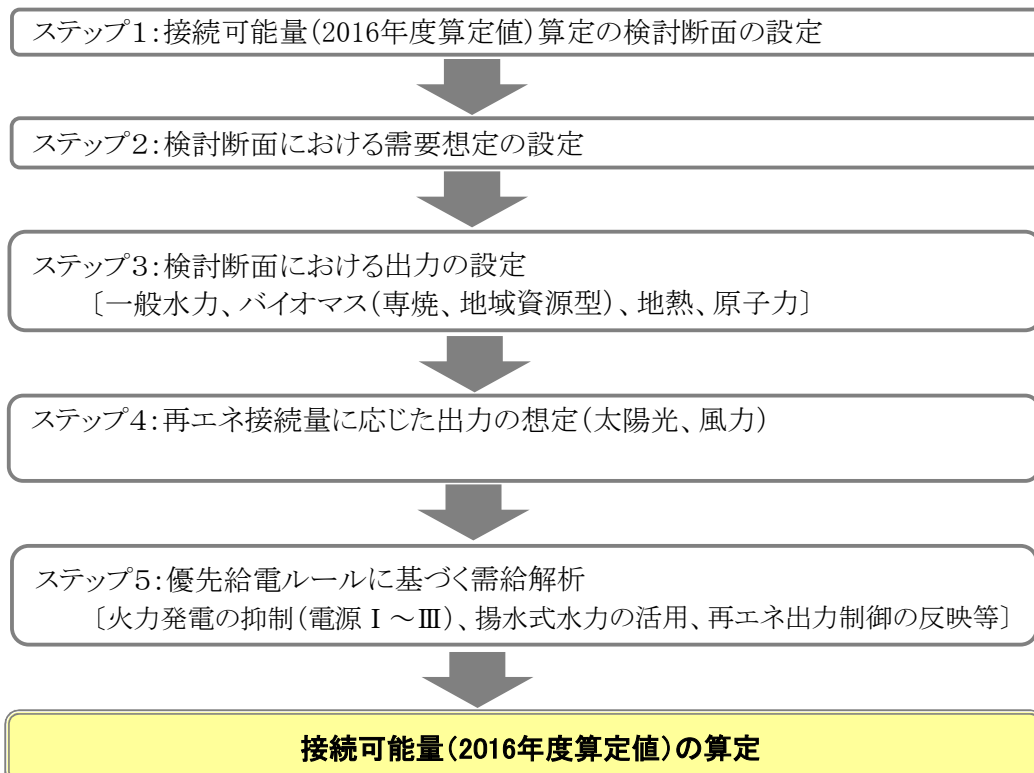 ステップ1:接続可能量(2016年度算定値)算定の検討断面の設定
ステップ2:検討断面における需要想定の設定
ステップ3:検討断面における出力の設定
〔一般水力、バイオマス(専焼、地域資源型)、地熱、原子力〕
ステップ4:再エネ接続量に応じた出力の想定(太陽光、風力)
ステップ5:優先給電ルールに基づく需給解析
〔火力発電の抑制(電源Ⅰ~Ⅲ)、揚水式水力の活用、再エネ出力制御の反映等〕
接続可能量(2016年度算定値)の算定